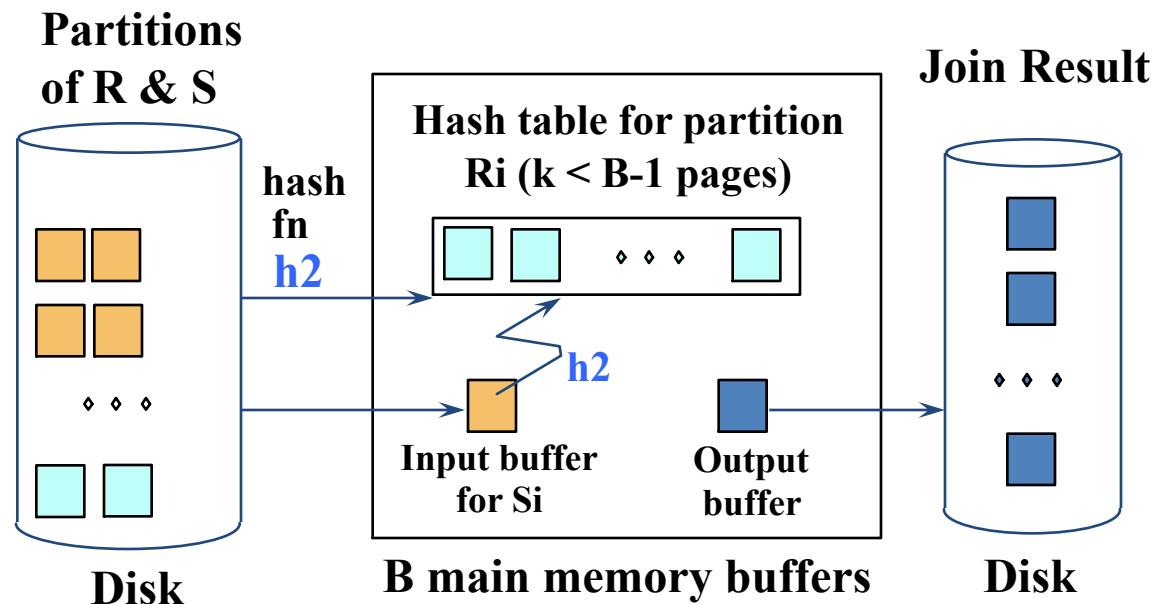 Partitions
of R & S
Join Result
Hash table for partition
Ri (k < B-1 pages)
hash
fn
h2
h2
Input buffer
for Si
Output
buffer
Disk
B main memory buffers
Disk